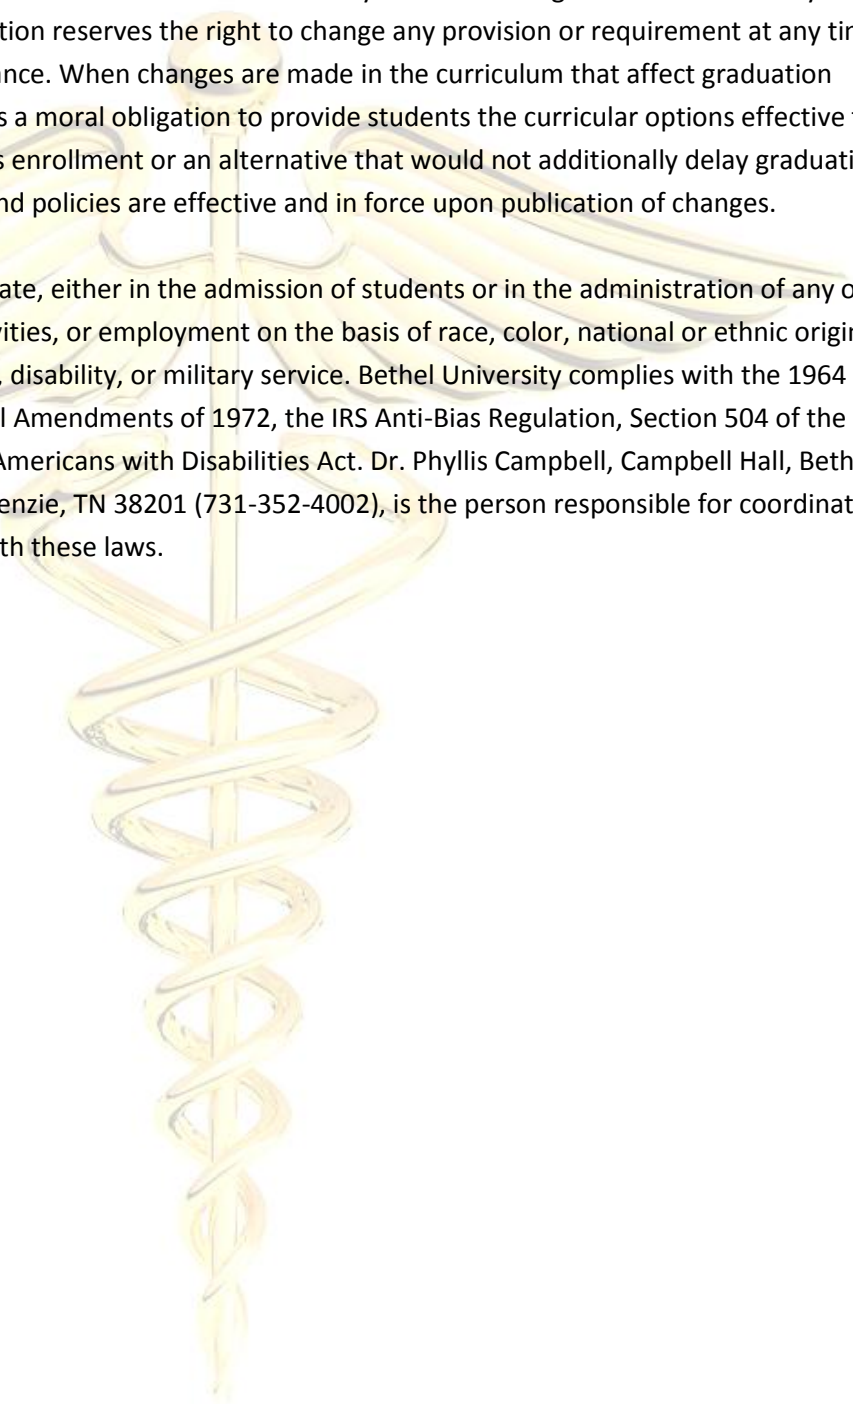 tion reserves the right to change any provision or requirement at any tin
ance. When changes are made in the curriculum that affect graduation
s a moral obligation to provide students the curricular options effective
s enrollment or an alternative that would not additionally delay graduati
nd policies are effective and in force upon publication of changes.
ate, either in the admission of students or in the administration of any o
vities, or employment on the basis of race, color, national or ethnic origin
, disability, or military service. Bethel University complies with the 1964
l Amendments of 1972, the IRS Anti-Bias Regulation, Section 504 of the
Americans with Disabilities Act. Dr. Phyllis Campbell, Campbell Hall, Beth
enzie, TN 38201 (731-352-4002), is the person responsible for coordinat
th these laws.